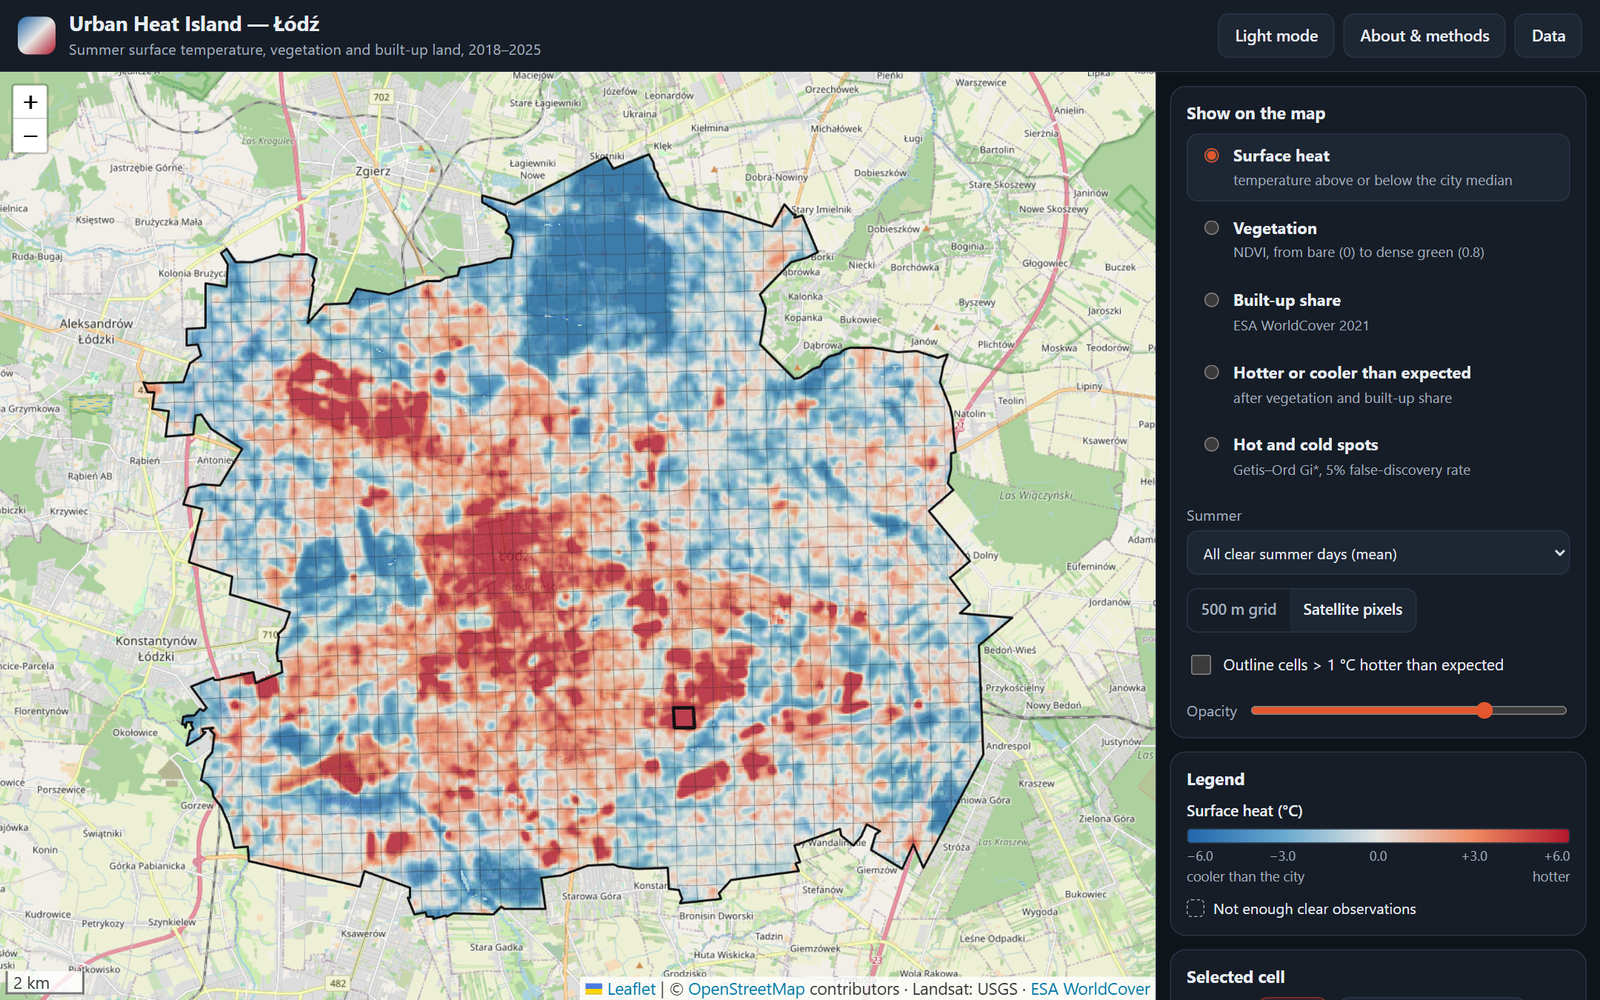 Urban Heat Island — Łódź
Summer surface temperature, vegetation and built-up land, 2018–2025
Light mode
About & methods
Data
+
−
Maciejów
Józefów
Leonardów
Orzechówek
Lipka
Kolonia
Jastrzębie Górne
702
Stare Łagiewniki
Ukraina
Anielin
Las Krogulec
Kiełmina
Michałówek
Ługi
Sierżnia
Zgierz
Skotniki
Klęk
Bartolin
Łagiewniki
Nowe
Dobra-Nowiny
Dobieszków
Stare Skoszewy
Janinów
Księstwo
Brużyczka Mała
Stary Imielnik
Nowe Skoszewy
Dobieszków
Ruda-Bugaj
Boginia
Kolonia Brużyca
Borki
Niecki
Borchówka
Głogowiec
Buczek
Kalonka
Byszewy
Jaroszki
Aleksandrów
Łódzki
Kopanka
Bukowiec
Dąbrowa
Janów
Plichtów
Moskwa
Teodorów
Lipiny
Grzymkowa
Teolin
Natolin
Rąbień
Antoniew
Ksawerów
Rąbień AB
Krzywiec
Las Wiączyński
Łódź
Dolny
Eufeminów
Jordanów
Konstantynów
Łódzki
710
Bedoń-Wieś
Przykościelny
Janówka
Florentynów
Nowy Bedoń
Andrespol
Justynów
Porszewice
Kraszew
Gorzew
Zielona Góra
Świątniki
Las Kraszew
Konin
Stróża
Górka Pabianicka
Giemzów
Starowa Góra
Stefanów
Bukowiec
Kudrowice
Petrykozy
Szynkielew
Bronisin Dworski
Wygoda
Ksawerów
Stara Gadka
Tadzin
Leśne Odpadki
Huta Wiskicka
Giemzówek
Piątkowisko
Grodzisko
Wola Rakowa
482
23
2 km
Leaflet | © OpenStreetMap contributors · Landsat: USGS · ESA WorldCover
Show on the map
Surface heat
temperature above or below the city median
Vegetation
NDVI, from bare (0) to dense green (0.8)
Built-up share
ESA WorldCover 2021
Hotter or cooler than expected
after vegetation and built-up share
Hot and cold spots
Getis–Ord Gi*, 5% false-discovery rate
Summer
All clear summer days (mean)
500 m grid
Satellite pixels
Outline cells > 1 °C hotter than expected
Opacity
Legend
Surface heat (°C)
−6.0 −3.0 0.0 +3.0 +6.0
cooler than the city
hotter
Not enough clear observations
Selected cell